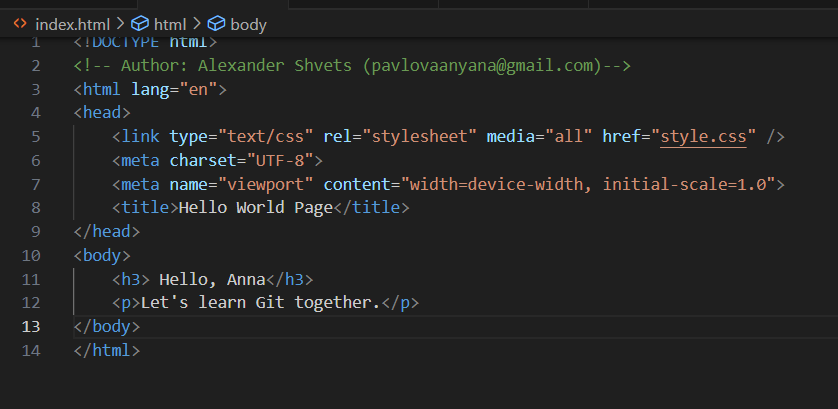 index.html > html > body
1 <!DOCTYPE html>
2 <!-- Author: Alexander Shvets (pavlovaanyana@gmail.com)-->
3 <html lang="en">
4 <head>
5     <link type="text/css" rel="stylesheet" media="all" href="style.css" />
6     <meta charset="UTF-8">
7     <meta name="viewport" content="width=device-width, initial-scale=1.0">
8     <title>Hello World Page</title>
9 </head>
10 <body>
11     <h3> Hello, Anna</h3>
12     <p>Let's learn Git together.</p>
13 </body>
14 </html>